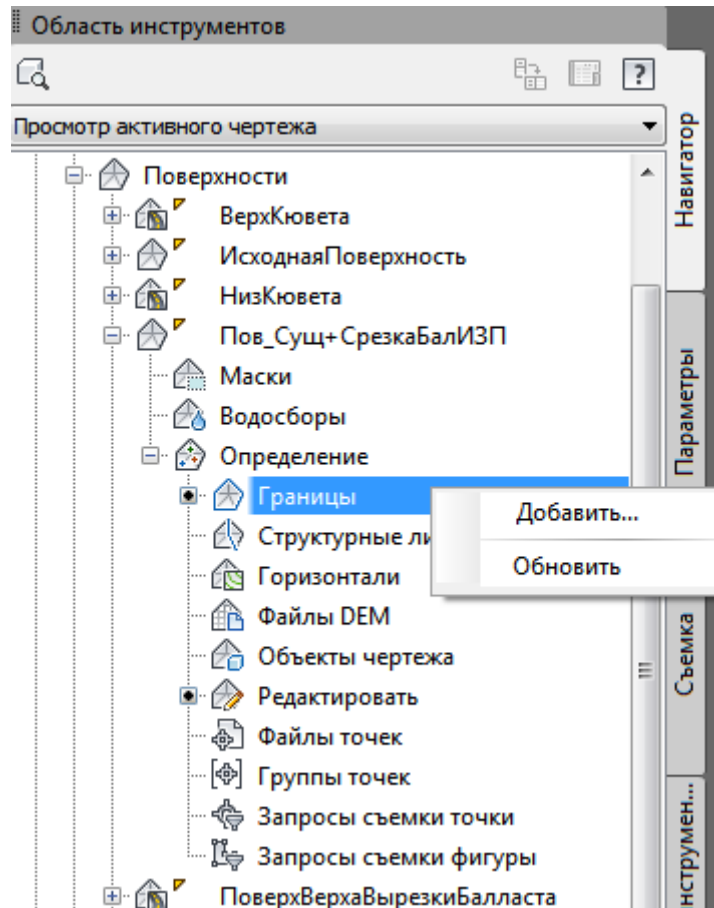 Область инструментов
?
Просмотр активного чертежа
Поверхности
ВерхКювета
ИсходнаяПоверхность
НизКювета
Пов_Сущ+СрезкаБалИЗП
Маски
Водосборы
Определение
Границы
Добавить...
Структурные ли
Обновить
Горизонтали
Файлы DEM
Объекты чертежа
Редактировать
Файлы точек
Группы точек
Запросы съемки точки
Запросы съемки фигуры
ПоверхВерхаВырезкиБалласта
Навигатор
Параметры
Съемка
нструмен...